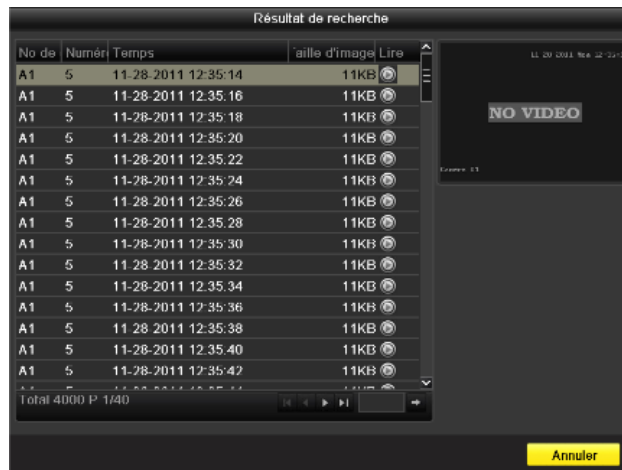 Résultat de recherche
No de Numéro Temps Taille d'image Lire
A1 5 11-28-2011 12:35:14 11KB
A1 5 11-28-2011 12:35:16 11KB
A1 5 11-28-2011 12:35:18 11KB
A1 5 11-28-2011 12:35:20 11KB
A1 5 11-28-2011 12:35:22 11KB
A1 5 11-28-2011 12:35:24 11KB
A1 5 11-28-2011 12:35:26 11KB
A1 5 11-28-2011 12:35:28 11KB
A1 5 11-28-2011 12:35:30 11KB
A1 5 11-28-2011 12:35:32 11KB
A1 5 11-28-2011 12:35:34 11KB
A1 5 11-28-2011 12:35:36 11KB
A1 5 11-28-2011 12:35:38 11KB
A1 5 11-28-2011 12:35:40 11KB
A1 5 11-28-2011 12:35:42 11KB
Total 4000 P 1/40
NO VIDEO
Annuler